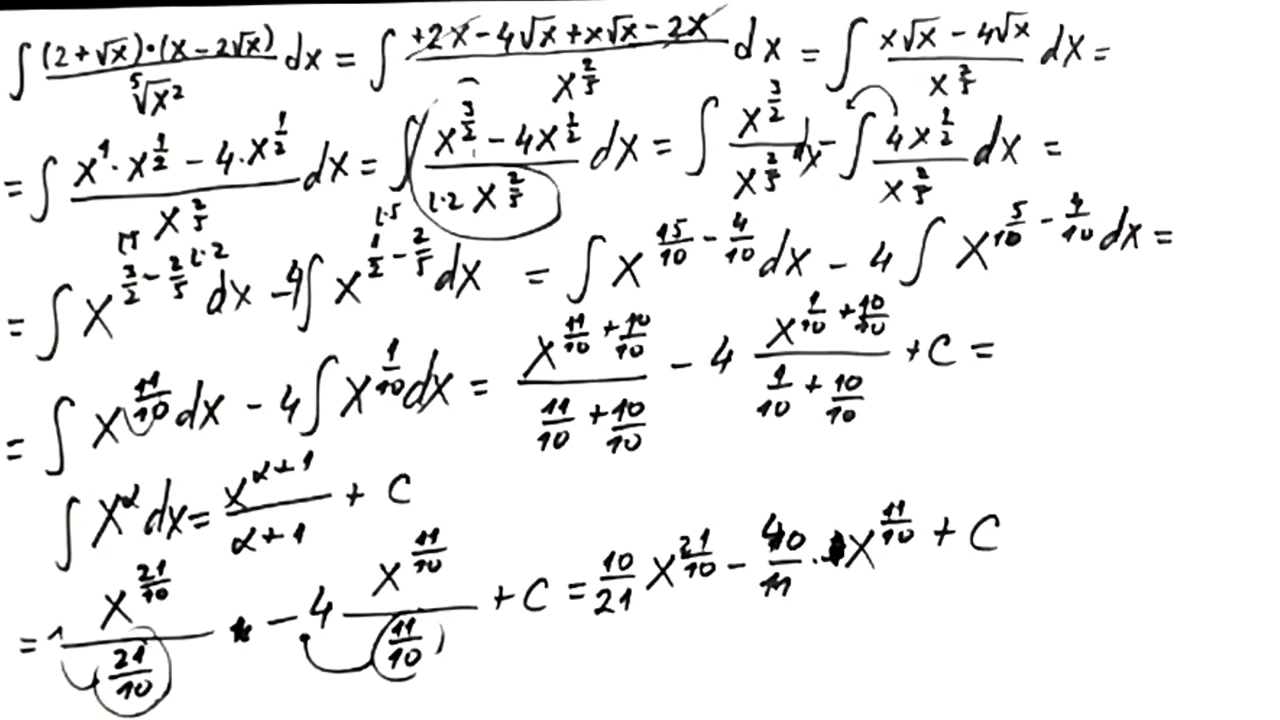 ∫ (2+√x)·(x-2√x) / ⁵√x² dx = ∫ +2x-4√x+x√x-2x / x^(2/5) dx = ∫ x√x-4√x / x^(2/5) dx =
= ∫ x¹·x^(1/2) - 4·x^(1/2) / x^(2/5) dx = ∫ x^(3/2) - 4x^(1/2) / 1·2 x^(2/5) dx = ∫ x^(3/2) / x^(2/5) dx - ∫ 4x^(1/2) / x^(2/5) dx =
= ∫ x^(3/2 - 2/5 1·2) dx - 4∫ x^(1/2 1·5 - 2/5) dx = ∫ x^(15/10 - 4/10) dx - 4 ∫ x^(5/10 - 4/10) dx =
= ∫ x^(11/10) dx - 4∫ x^(1/10) dx = x^(11/10 + 10/10) / (11/10 + 10/10) - 4 x^(1/10 + 10/10) / (1/10 + 10/10) + C =
∫ x^α dx = x^(α+1) / α+1 + C
= x^(21/10) / (21/10) - 4 x^(11/10) / (11/10) + C = 10/21 x^(21/10) - 40/11 · x^(11/10) + C